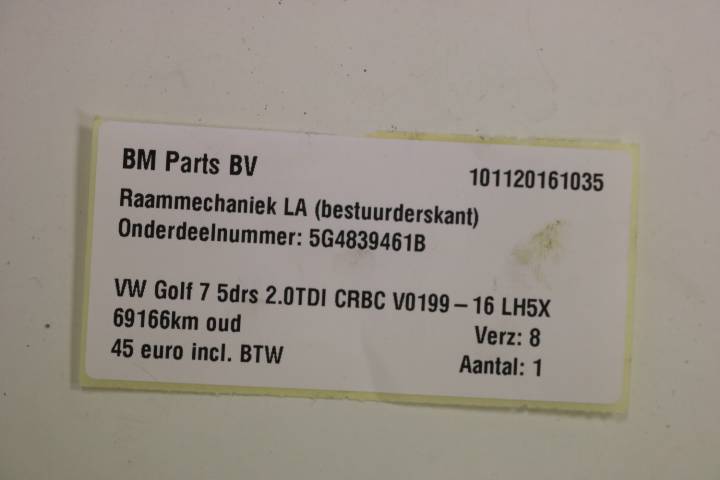 BM Parts BV 101120161035
Raammechaniek LA (bestuurderskant)
Onderdeelnummer: 5G4839461B
VW Golf 7 5drs 2.0TDI CRBC V0199 – 16 LH5X
69166km oud Verz: 8
45 euro incl. BTW Aantal: 1